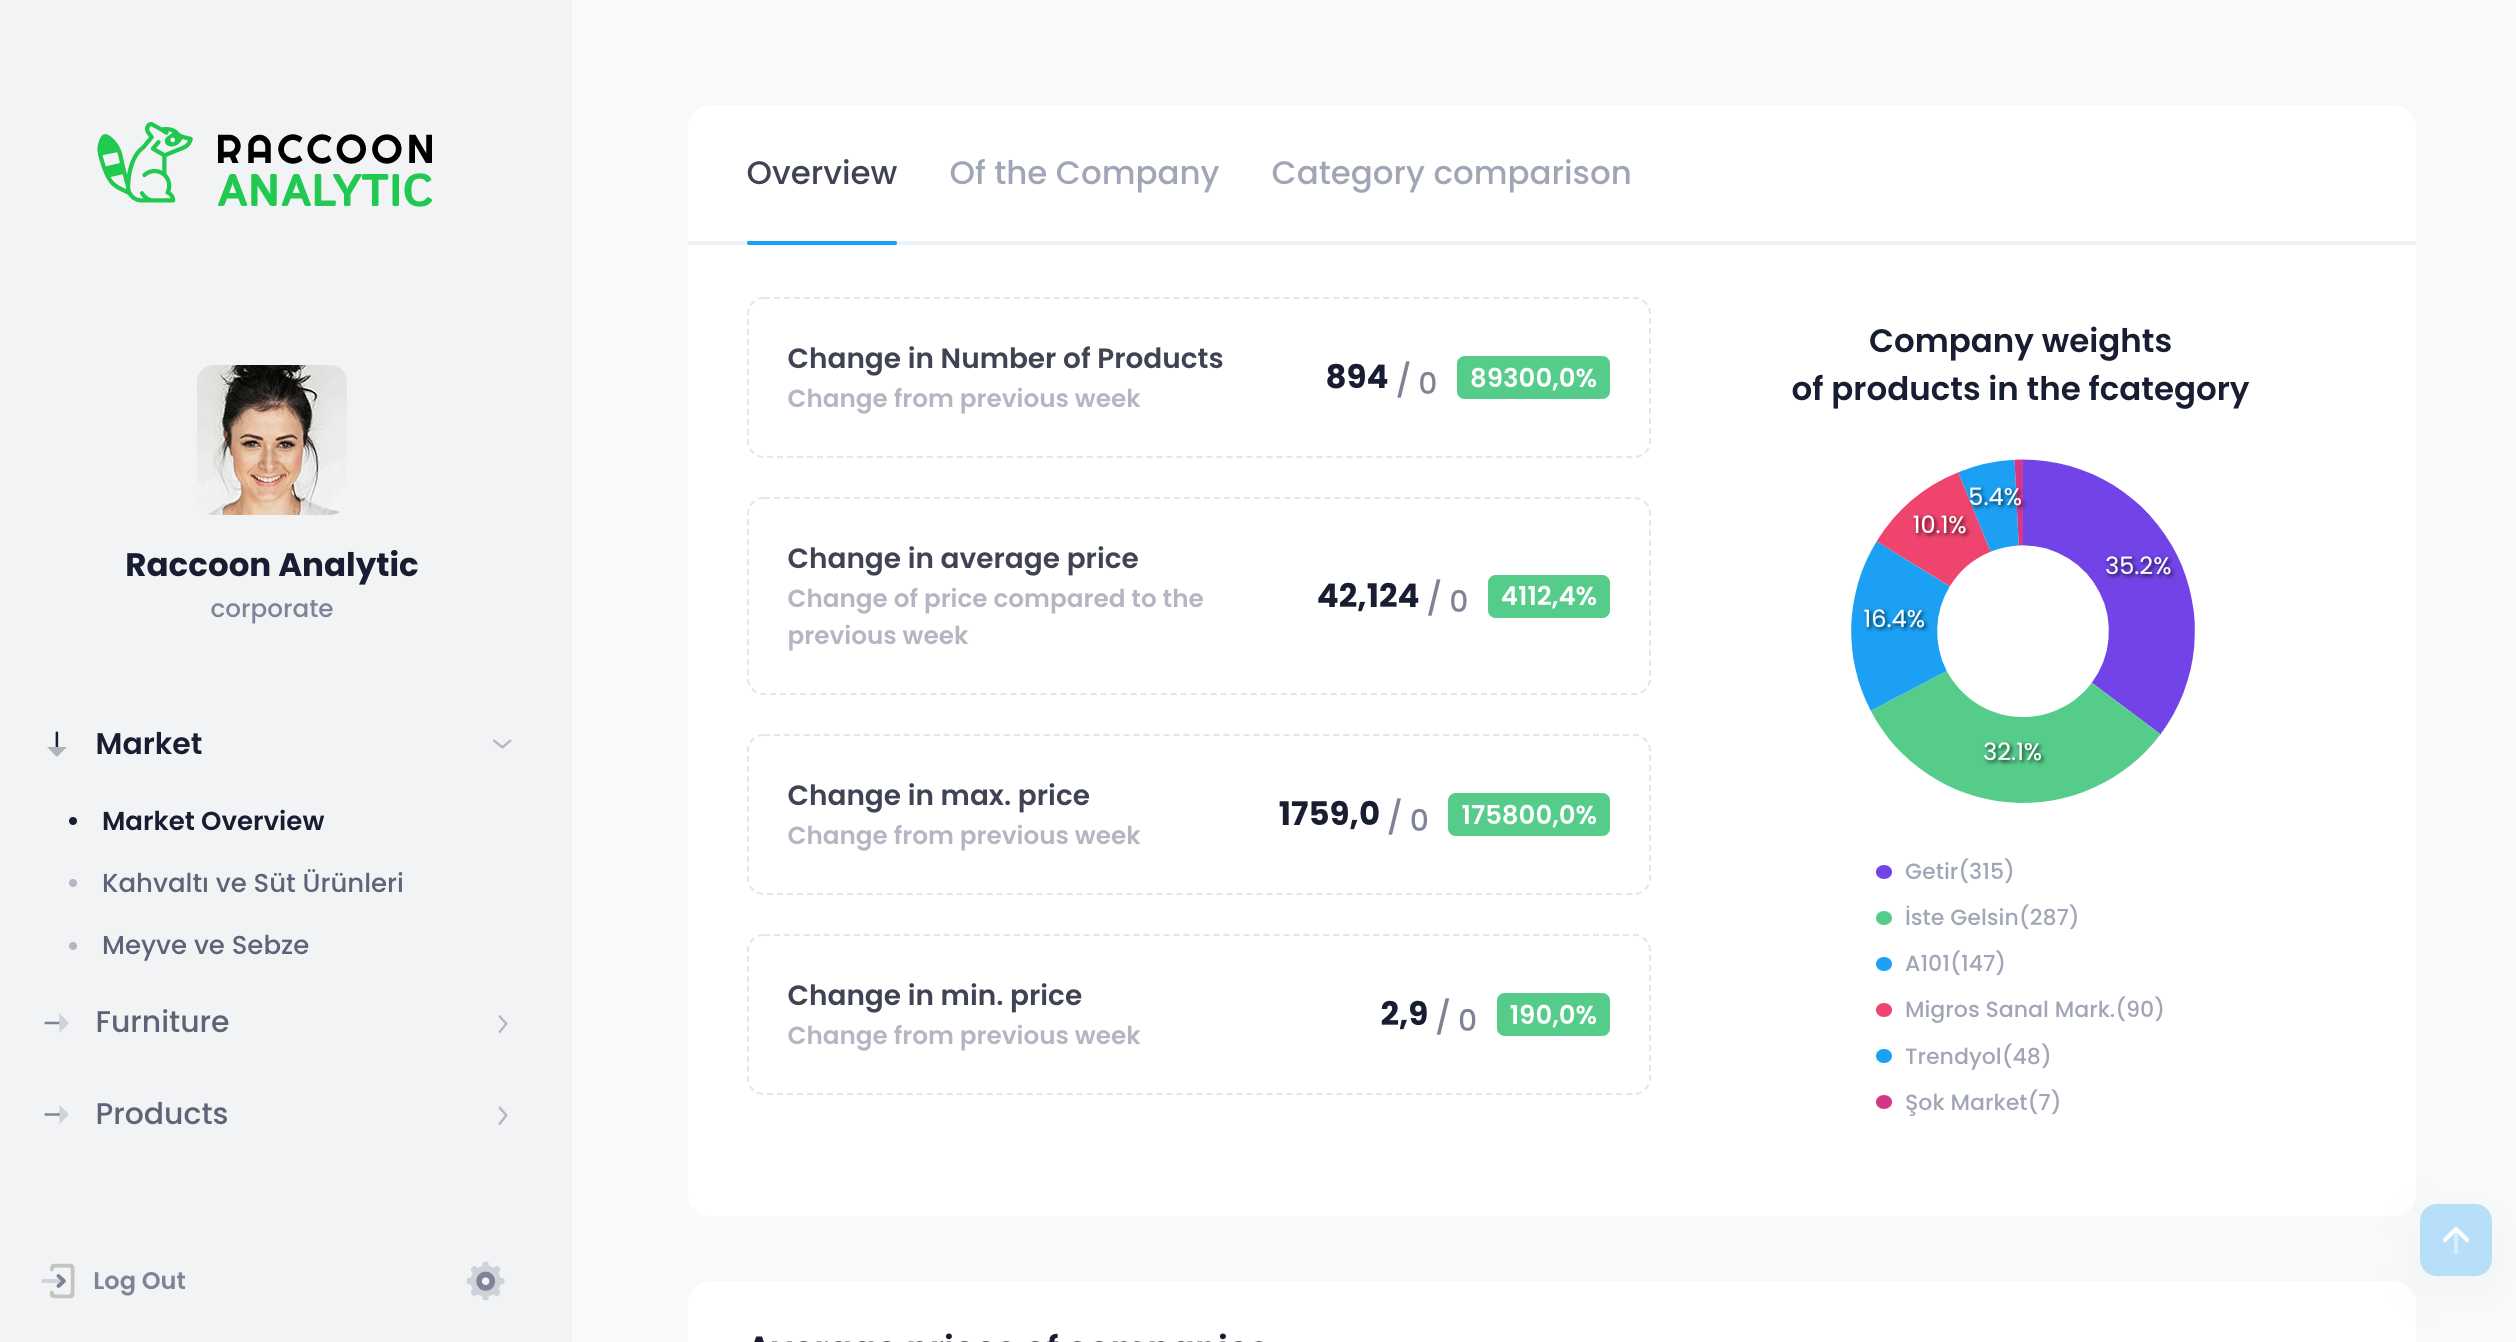 RACCOON
ANALYTIC
Raccoon Analytic
corporate
Market
Market Overview
Kahvaltı ve Süt Ürünleri
Meyve ve Sebze
Furniture
Products
Log Out
Overview
Of the Company
Category comparison
Change in Number of Products
Change from previous week
894 / 0 89300,0%
Change in average price
Change of price compared to the
previous week
42,124 / 0 4112,4%
Change in max. price
Change from previous week
1759,0 / 0 175800,0%
Change in min. price
Change from previous week
2,9 / 0 190,0%
Company weights
of products in the fcategory
5.4%
10.1%
35.2%
16.4%
32.1%
Getir(315)
İste Gelsin(287)
A101(147)
Migros Sanal Mark.(90)
Trendyol(48)
Şok Market(7)
Average prices of companies